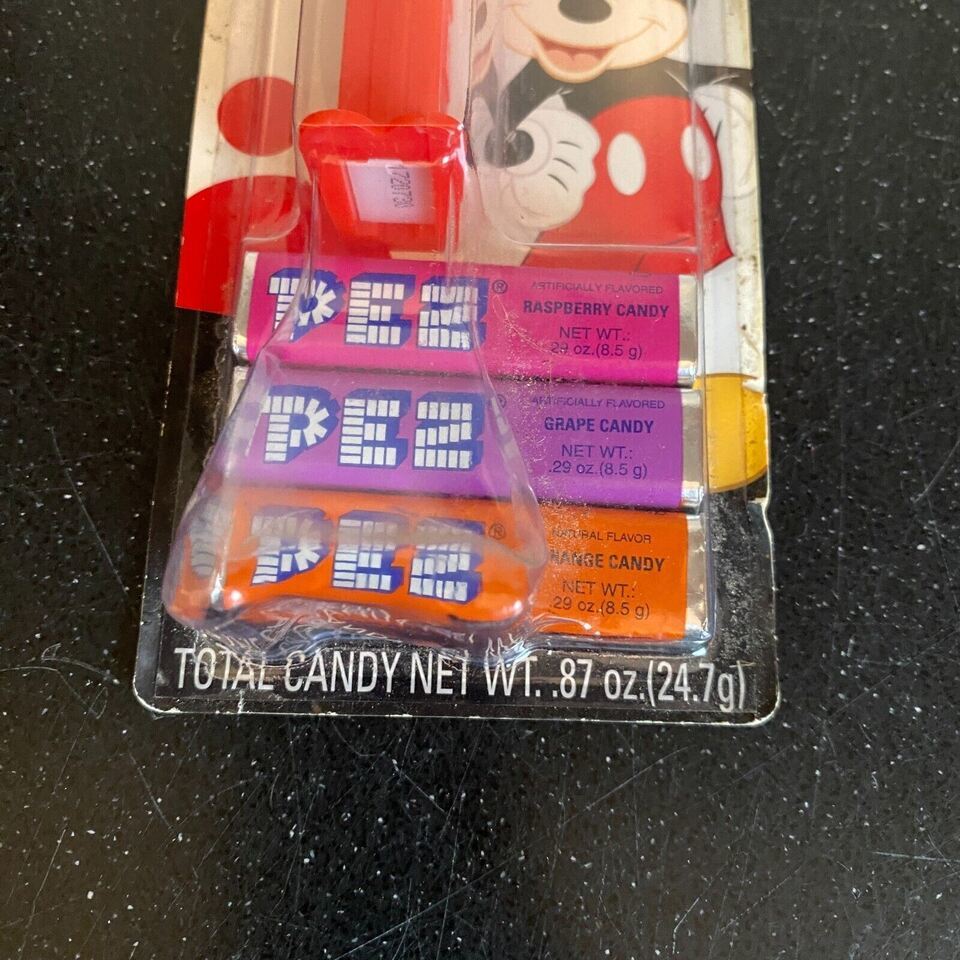 PEZ®
ARTIFICIALLY FLAVORED
RASPBERRY CANDY
NET WT.:
.29 oz.(8.5 g)
PEZ®
ARTIFICIALLY FLAVORED
GRAPE CANDY
NET WT.:
.29 oz.(8.5 g)
PEZ®
NATURAL FLAVOR
ORANGE CANDY
NET WT.:
.29 oz.(8.5 g)
TOTAL CANDY NET WT. .87 oz.(24.7g)